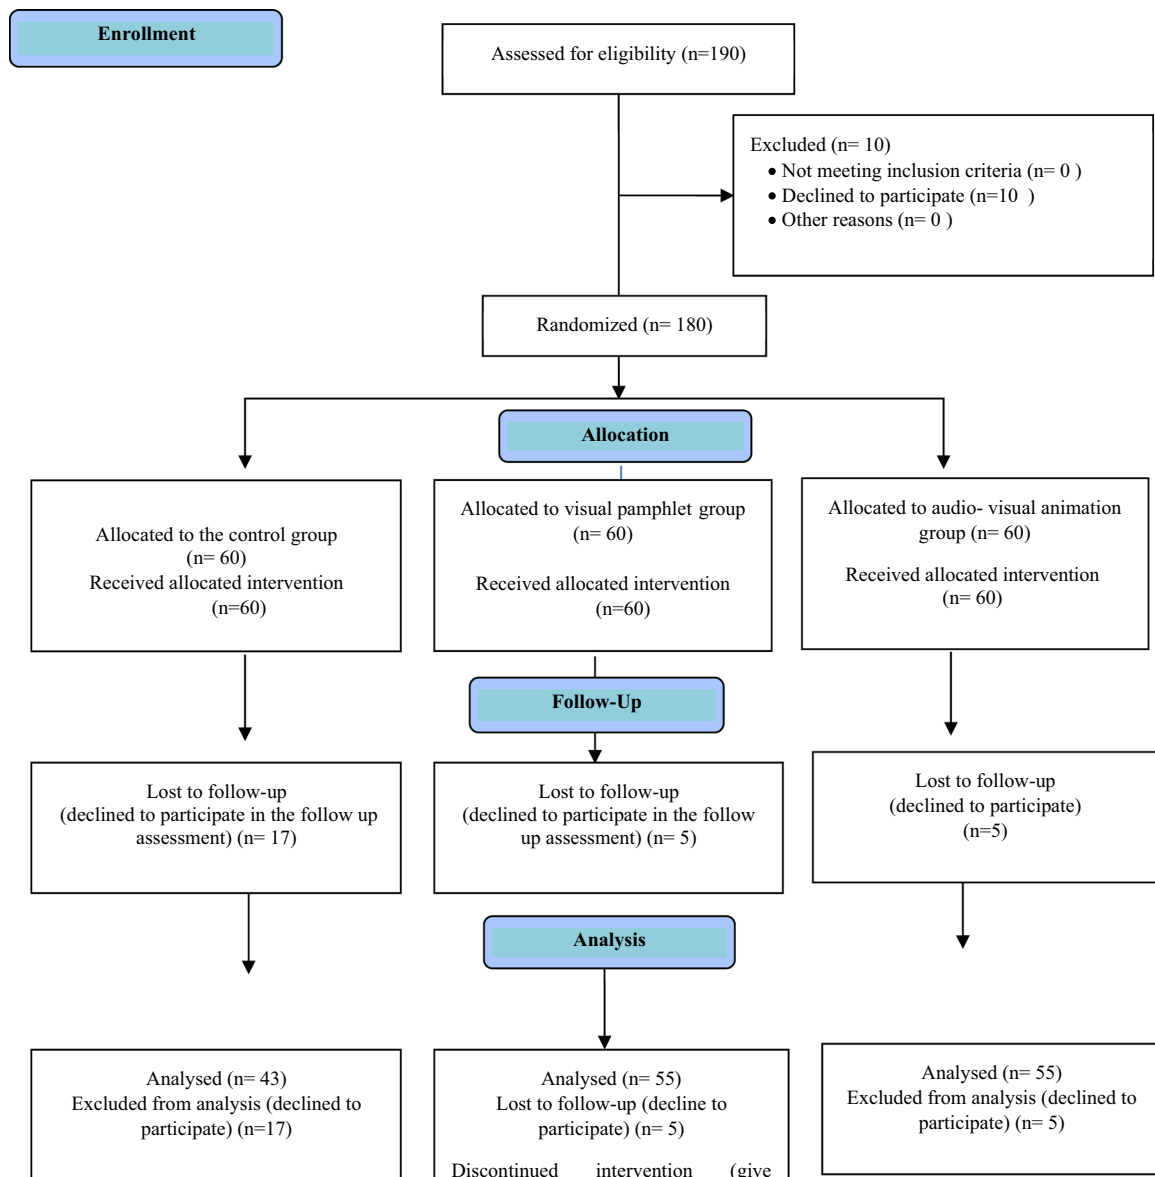 Enrollment
Assessed for eligibility (n=190)
Excluded (n= 10)
• Not meeting inclusion criteria (n= 0 )
• Declined to participate (n=10  )
• Other reasons (n= 0 )
Randomized (n= 180)
Allocation
Allocated to the control group
(n= 60)
Received allocated intervention
(n=60)
Allocated to visual pamphlet group
(n= 60)
Received allocated intervention
(n=60)
Allocated to audio- visual animation
group (n= 60)
Received allocated intervention
(n= 60)
Follow-Up
Lost to follow-up
(declined to participate in the follow up
assessment) (n= 17)
Lost to follow-up
(declined to participate in the follow
up assessment) (n= 5)
Lost to follow-up
(declined to participate)
(n=5)
Analysis
Analysed (n= 43)
Excluded from analysis (declined to
participate) (n=17)
Analysed (n= 55)
Lost to follow-up (decline to
participate) (n= 5)
Discontinued intervention (give
Analysed (n= 55)
Excluded from analysis (declined to
participate) (n= 5)